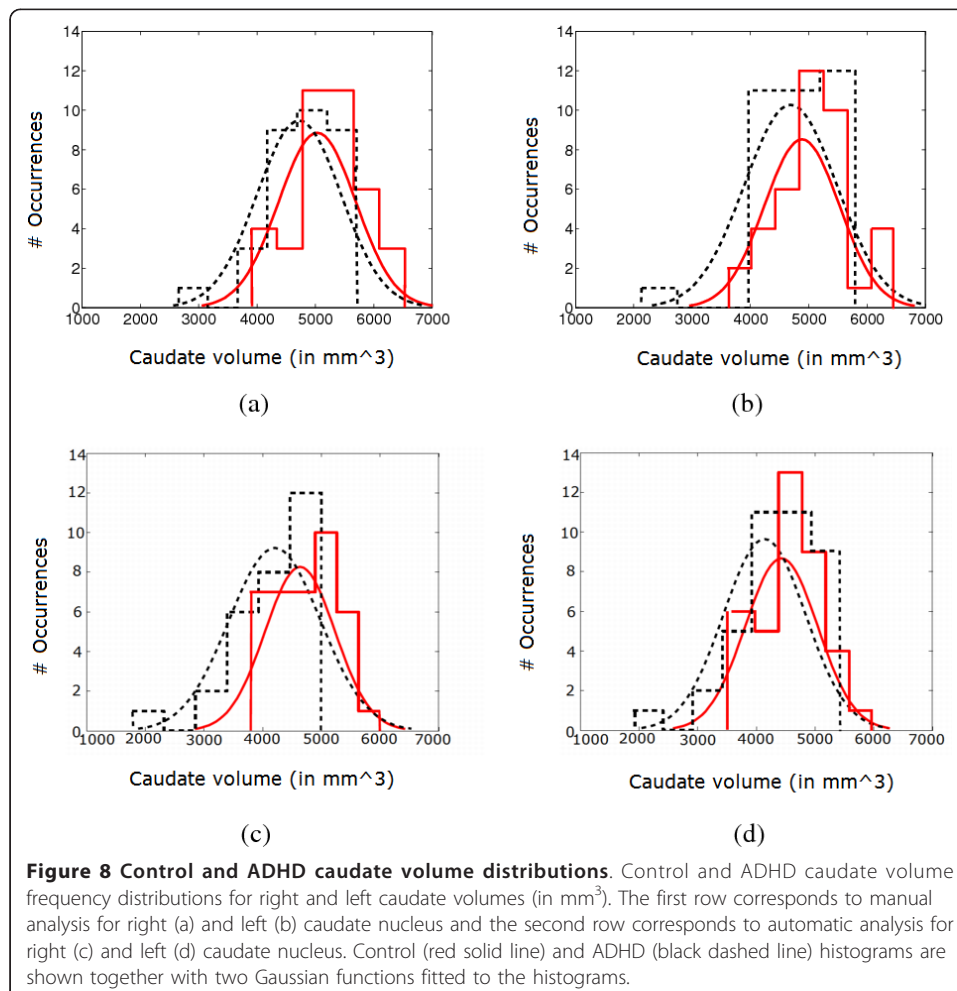 14
12
10
8
6
4
2
0
# Occurrences
1000 2000 3000 4000 5000 6000 7000
Caudate volume (in mm^3)
(a)
14
12
10
8
6
4
2
0
# Occurrences
1000 2000 3000 4000 5000 6000 7000
Caudate volume (in mm^3)
(b)
14
12
10
8
6
4
2
0
# Occurrences
1000 2000 3000 4000 5000 6000 7000
Caudate volume (in mm^3)
(c)
14
12
10
8
6
4
2
0
# Occurrences
1000 2000 3000 4000 5000 6000 7000
Caudate volume (in mm^3)
(d)
Figure 8 Control and ADHD caudate volume distributions. Control and ADHD caudate volume
frequency distributions for right and left caudate volumes (in mm³). The first row corresponds to manual
analysis for right (a) and left (b) caudate nucleus and the second row corresponds to automatic analysis for
right (c) and left (d) caudate nucleus. Control (red solid line) and ADHD (black dashed line) histograms are
shown together with two Gaussian functions fitted to the histograms.